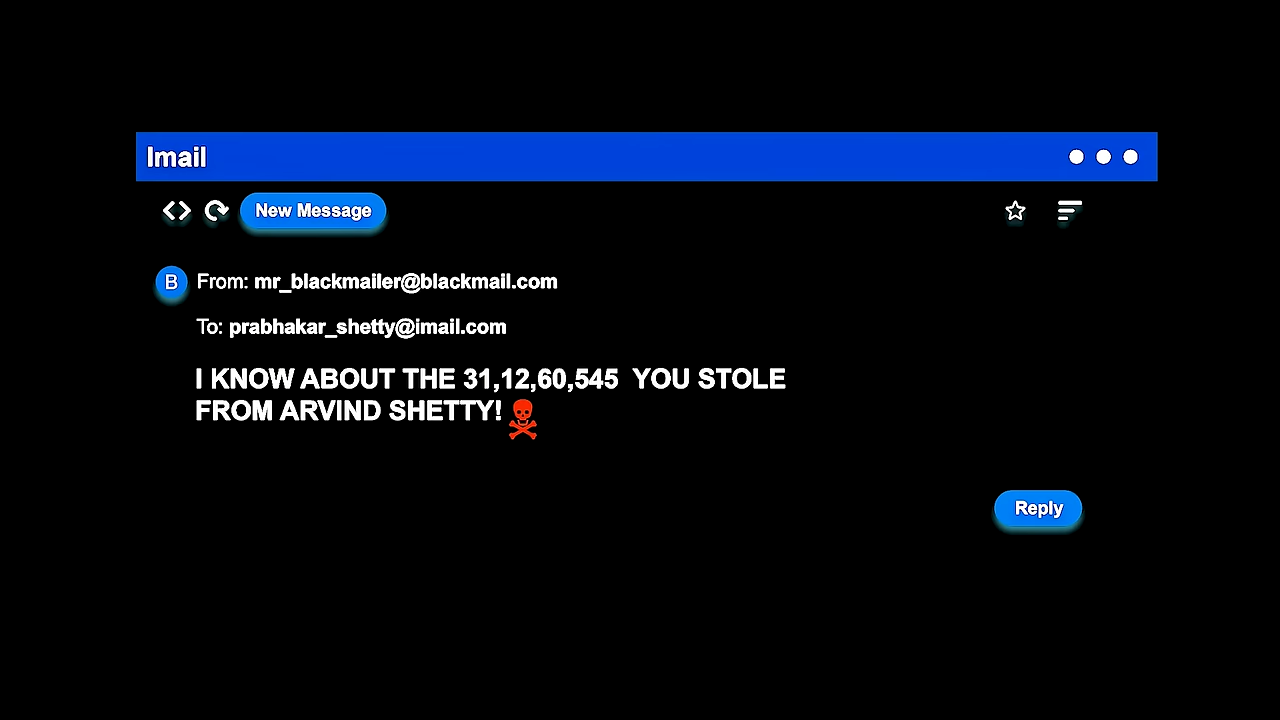 Imail
New Message
B
From: mr_blackmailer@blackmail.com
To: prabhakar_shetty@imail.com
I KNOW ABOUT THE 31,12,60,545 YOU STOLE
FROM ARVIND SHETTY!
Reply